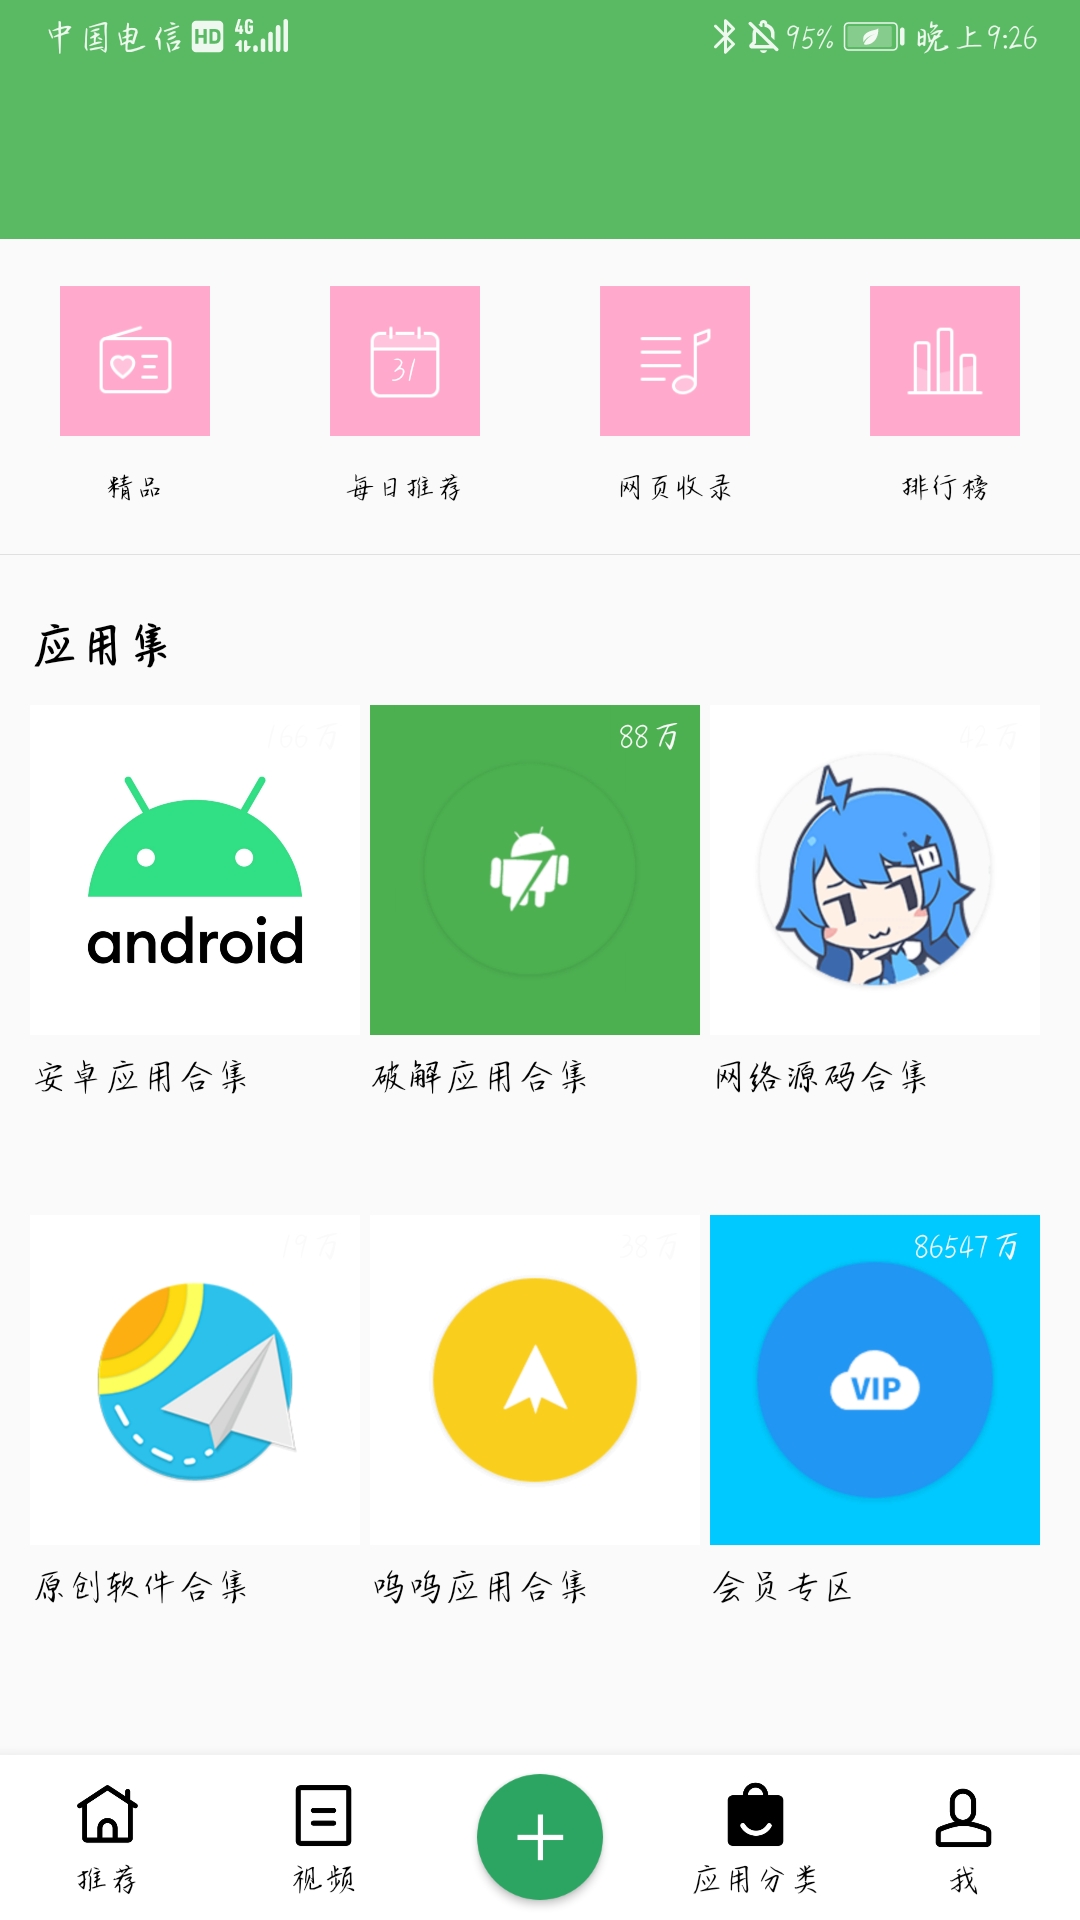 中国电信 HD 4G 95% 晚上9:26
31
精品 每日推荐 网页收录 排行榜
应用集
166万 88万 42万
android
安卓应用合集 破解应用合集 网络源码合集
19万 38万 86547万
VIP
原创软件合集 呜呜应用合集 会员专区
推荐 视频 应用分类 我